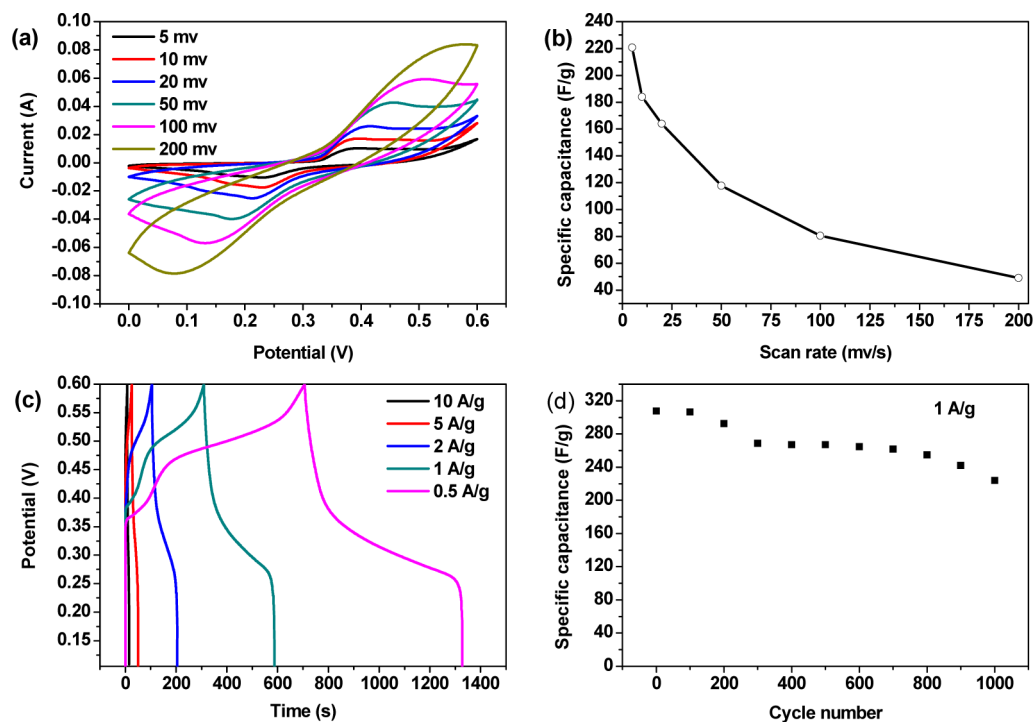 (a)
5 mv
10 mv
20 mv
50 mv
100 mv
200 mv
Current (A)
0.10
0.08
0.06
0.04
0.02
0.00
-0.02
-0.04
-0.06
-0.08
-0.10
0.0 0.1 0.2 0.3 0.4 0.5 0.6
Potential (V)
(b)
Specific capacitance (F/g)
240
220
200
180
160
140
120
100
80
60
40
0 25 50 75 100 125 150 175 200
Scan rate (mv/s)
(c)
10 A/g
5 A/g
2 A/g
1 A/g
0.5 A/g
Potential (V)
0.60
0.55
0.50
0.45
0.40
0.35
0.30
0.25
0.20
0.15
0 200 400 600 800 1000 1200 1400
Time (s)
(d)
1 A/g
Specific capacitance (F/g)
320
280
240
200
160
120
80
40
0
0 200 400 600 800 1000
Cycle number